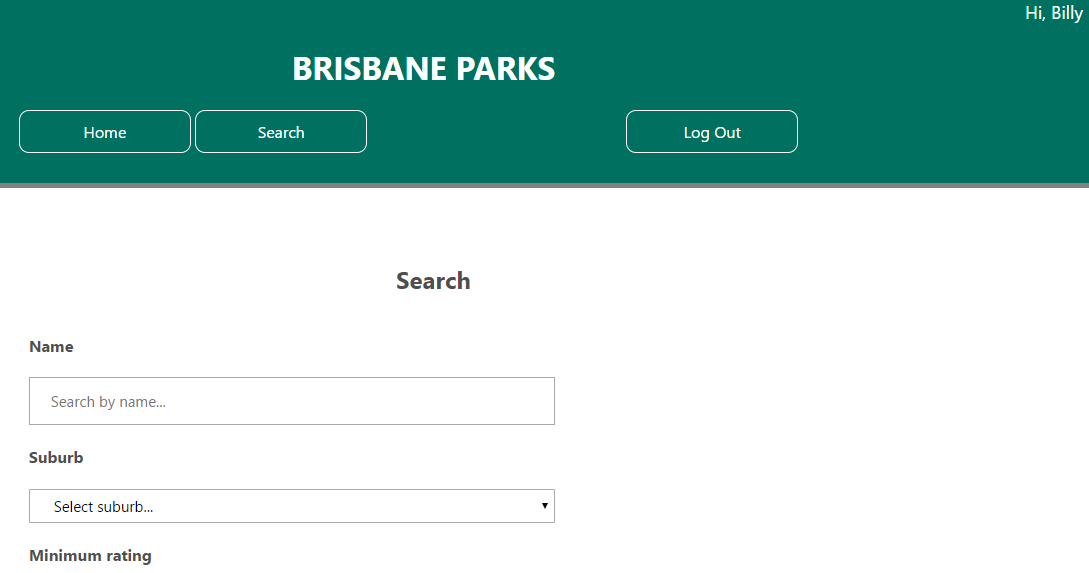 Hi, Billy
BRISBANE PARKS
Home Search Log Out
Search
Name
Search by name...
Suburb
Select suburb...
Minimum rating